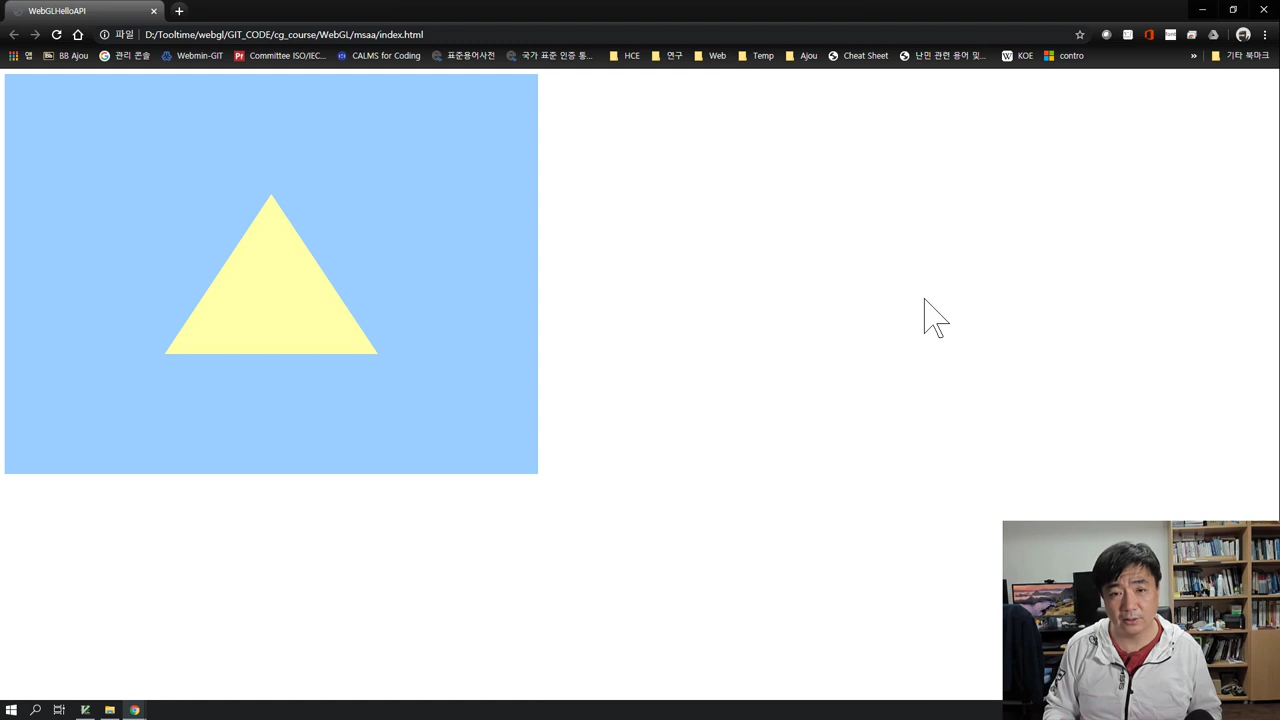 WebGLHelloAPI
파일 D:/Tooltime/webgl/GIT_CODE/cg_course/WebGL/msaa/index.html
앱 BB Ajou 관리 콘솔 Webmin-GIT Committee ISO/IEC... CALMS for Coding 표준용어사전 국가 표준 인증 통... HCE 연구 Web Temp Ajou Cheat Sheet 난민 관련 용어 및... KOE contro » 기타 북마크